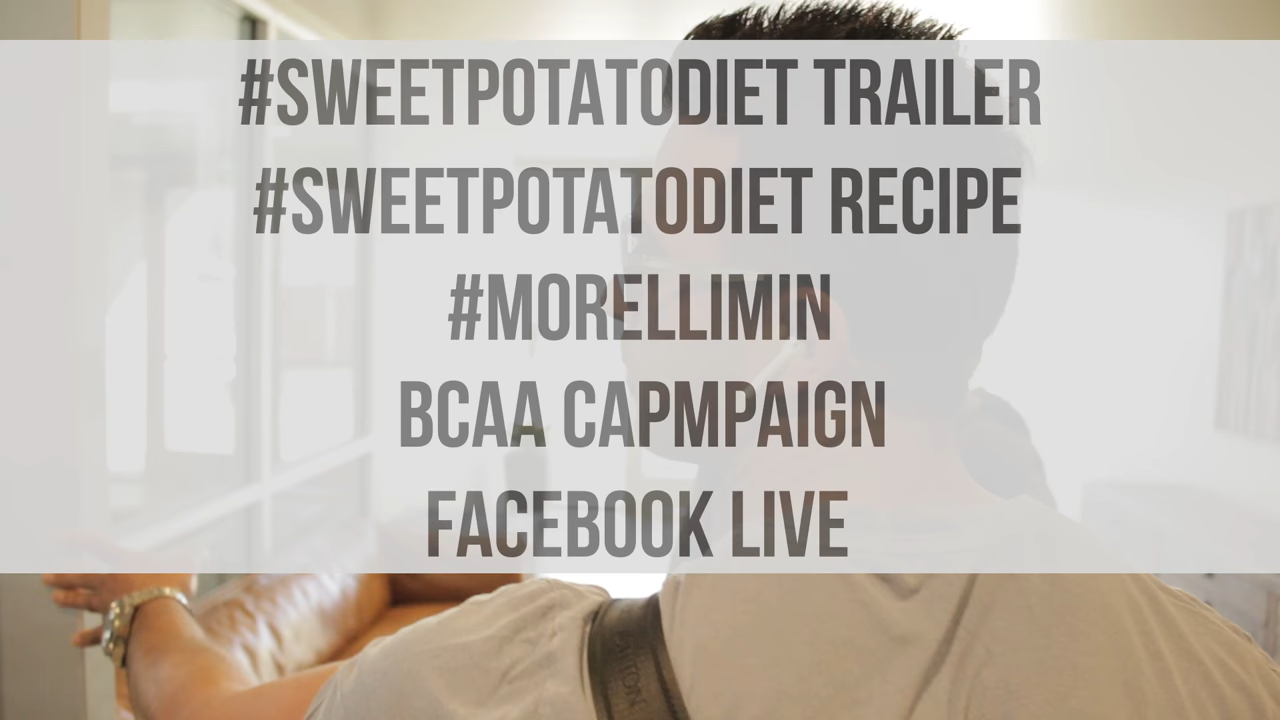 #SWEETPOTATODIET TRAILER
#SWEETPOTATODIET RECIPE
#MORELLIMIN
BCAA CAPMPAIGN
FACEBOOK LIVE